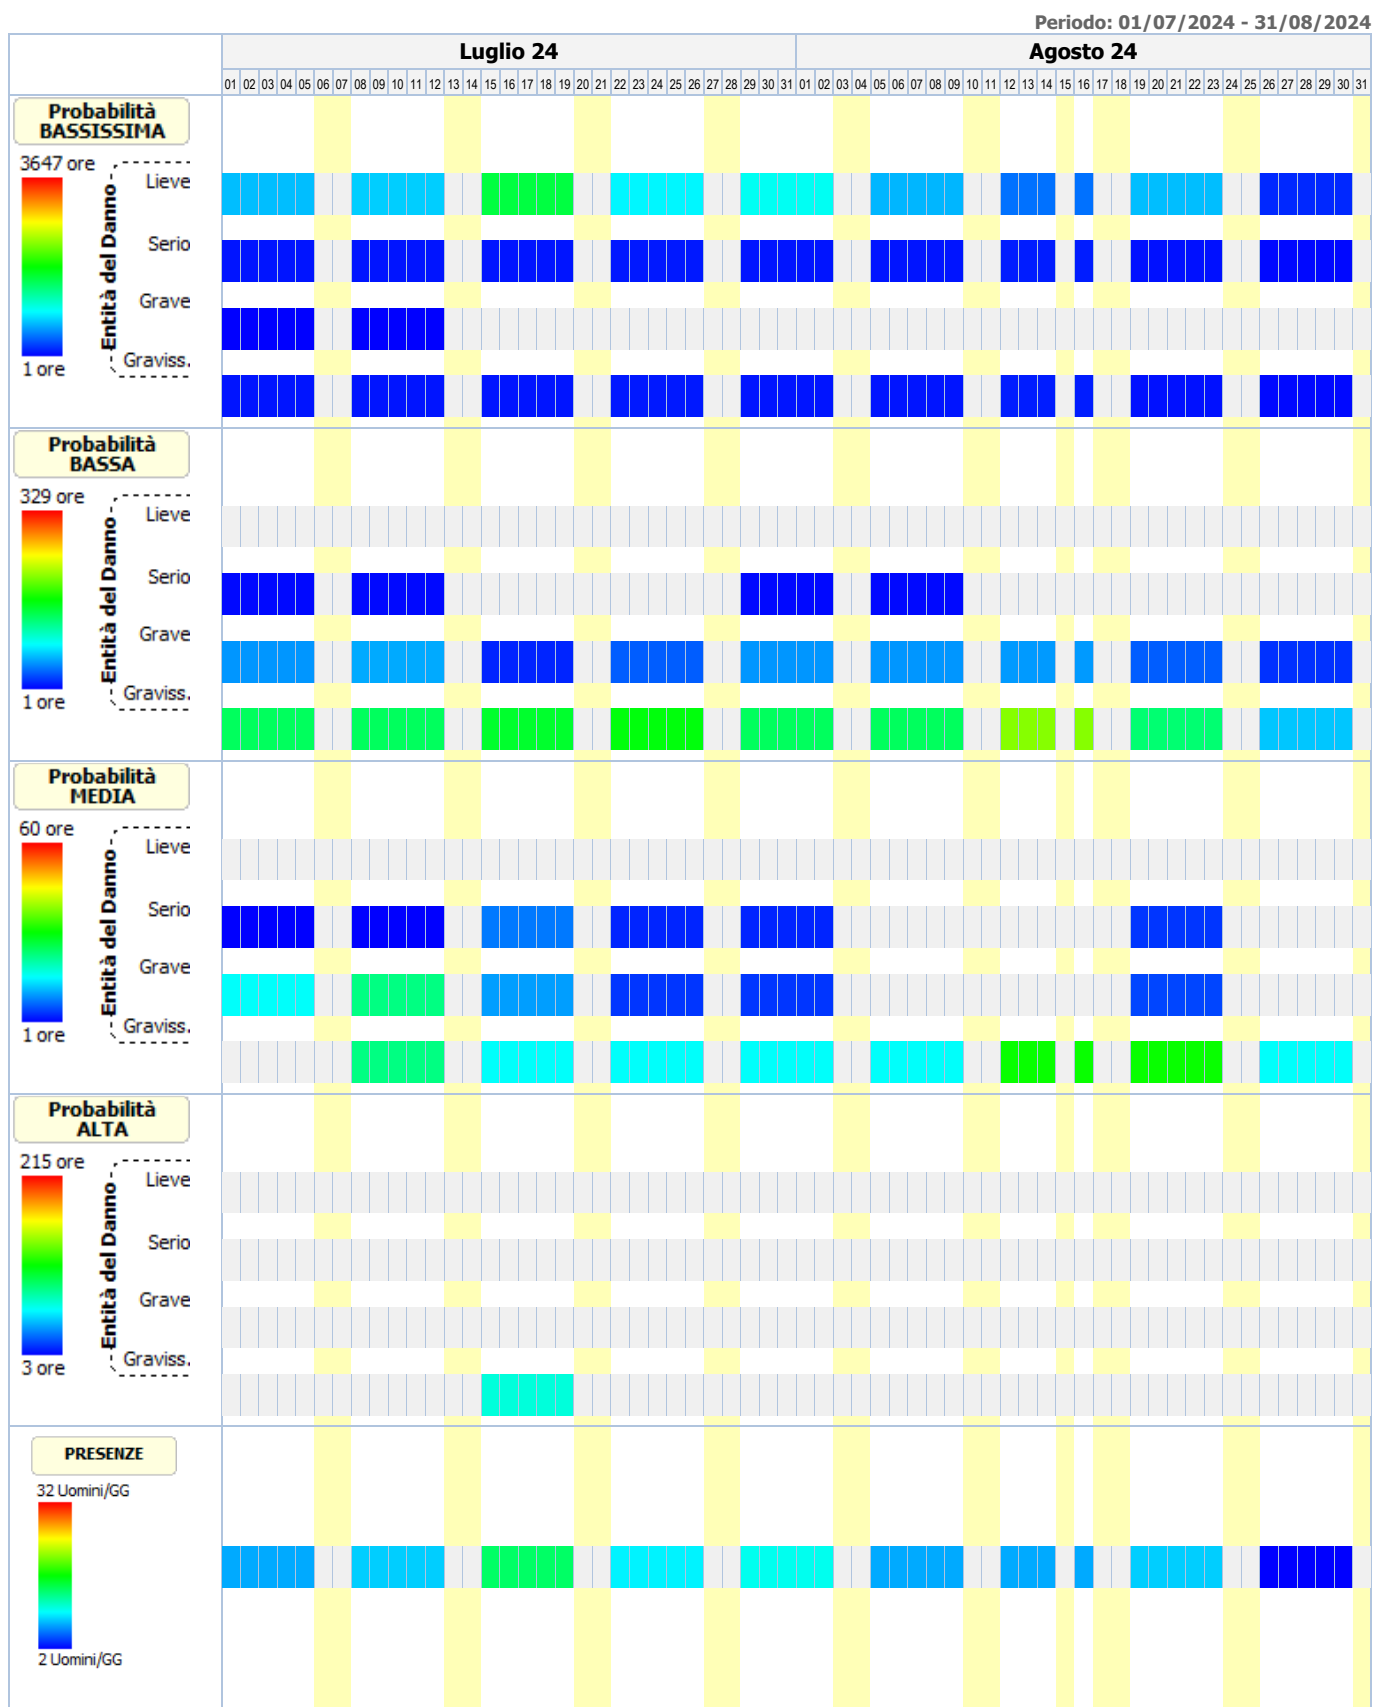 Periodo: 01/07/2024 - 31/08/2024
Luglio 24 Agosto 24
01 02 03 04 05 06 07 08 09 10 11 12 13 14 15 16 17 18 19 20 21 22 23 24 25 26 27 28 29 30 31 01 02 03 04 05 06 07 08 09 10 11 12 13 14 15 16 17 18 19 20 21 22 23 24 25 26 27 28 29 30 31
Probabilità
BASSISSIMA
3647 ore
Entità del Danno
Lieve
Serio
Grave
Graviss.
1 ore
Probabilità
BASSA
329 ore
Entità del Danno
Lieve
Serio
Grave
Graviss.
1 ore
Probabilità
MEDIA
60 ore
Entità del Danno
Lieve
Serio
Grave
Graviss.
1 ore
Probabilità
ALTA
215 ore
Entità del Danno
Lieve
Serio
Grave
Graviss.
3 ore
PRESENZE
32 Uomini/GG
2 Uomini/GG